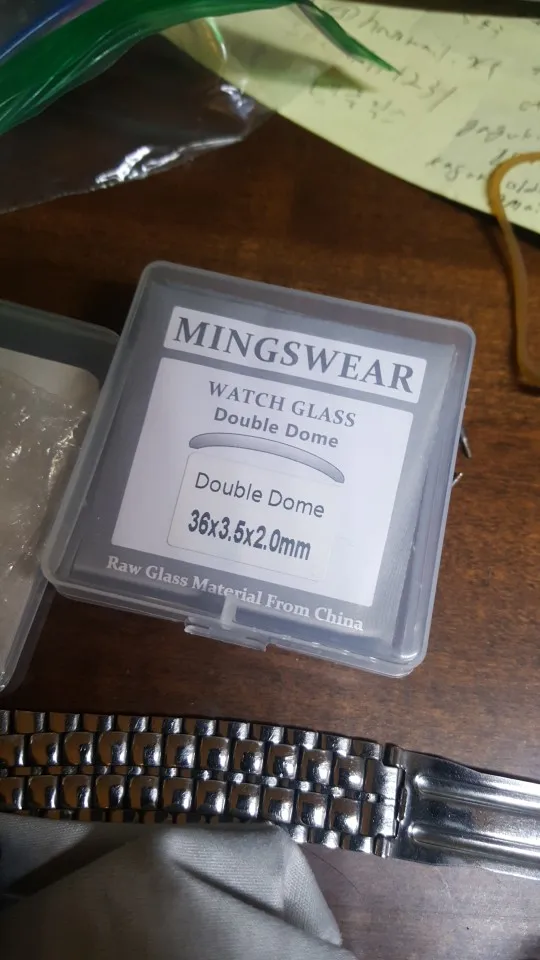 MINGSWEAR
WATCH GLASS
Double Dome
Double Dome
36x3.5x2.0mm
Raw Glass Material From China